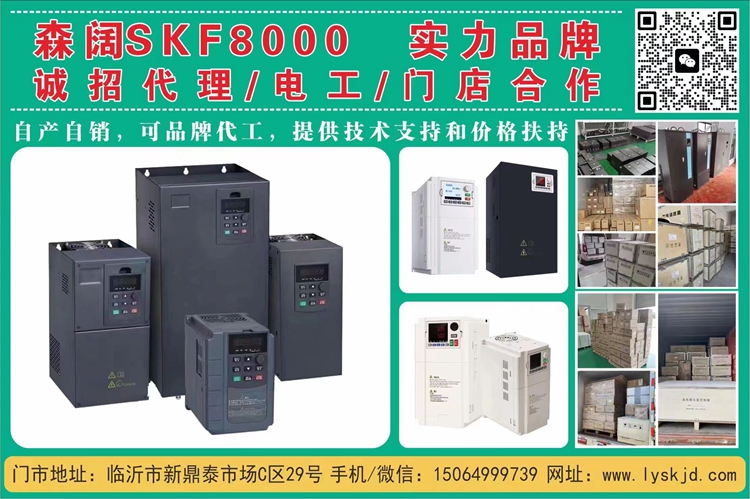 森阔SKF8000 实力品牌
诚招代理/电工/门店合作
自产自销，可品牌代工，提供技术支持和价格扶持
门市地址：临沂市新鼎泰市场C区29号 手机/微信：15064999739 网址：www.lyskjd.com